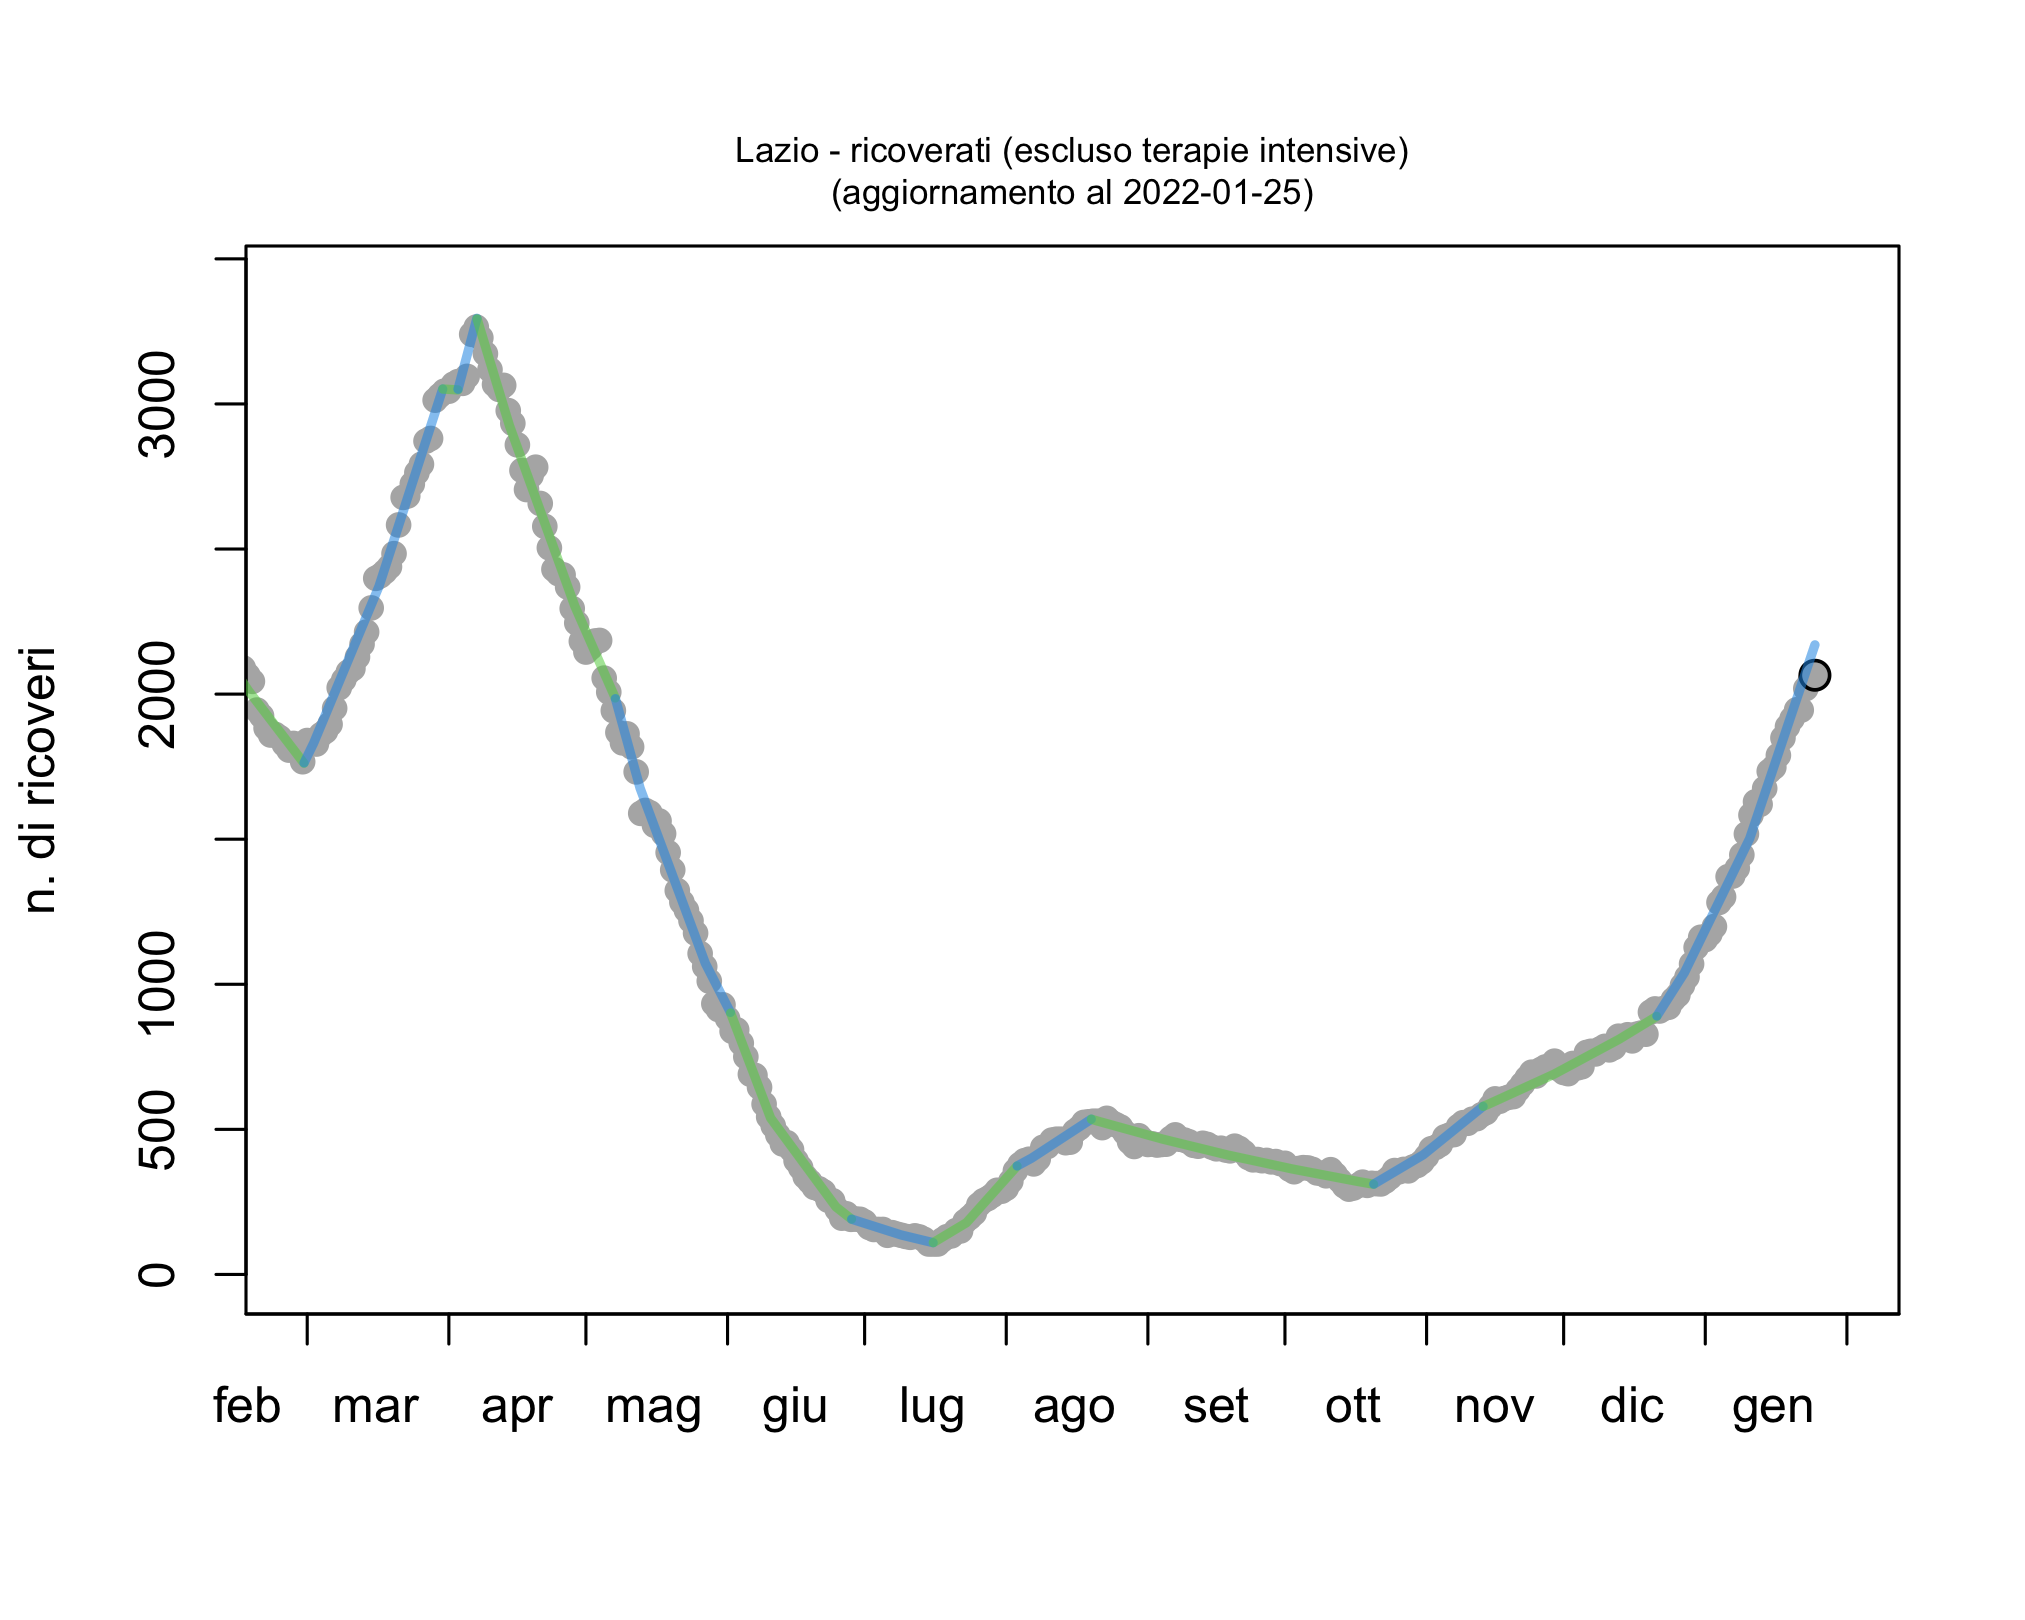 Lazio - ricoverati (escluso terapie intensive)
(aggiornamento al 2022-01-25)
n. di ricoveri
3000
2000
1000
500
0
feb mar apr mag giu lug ago set ott nov dic gen